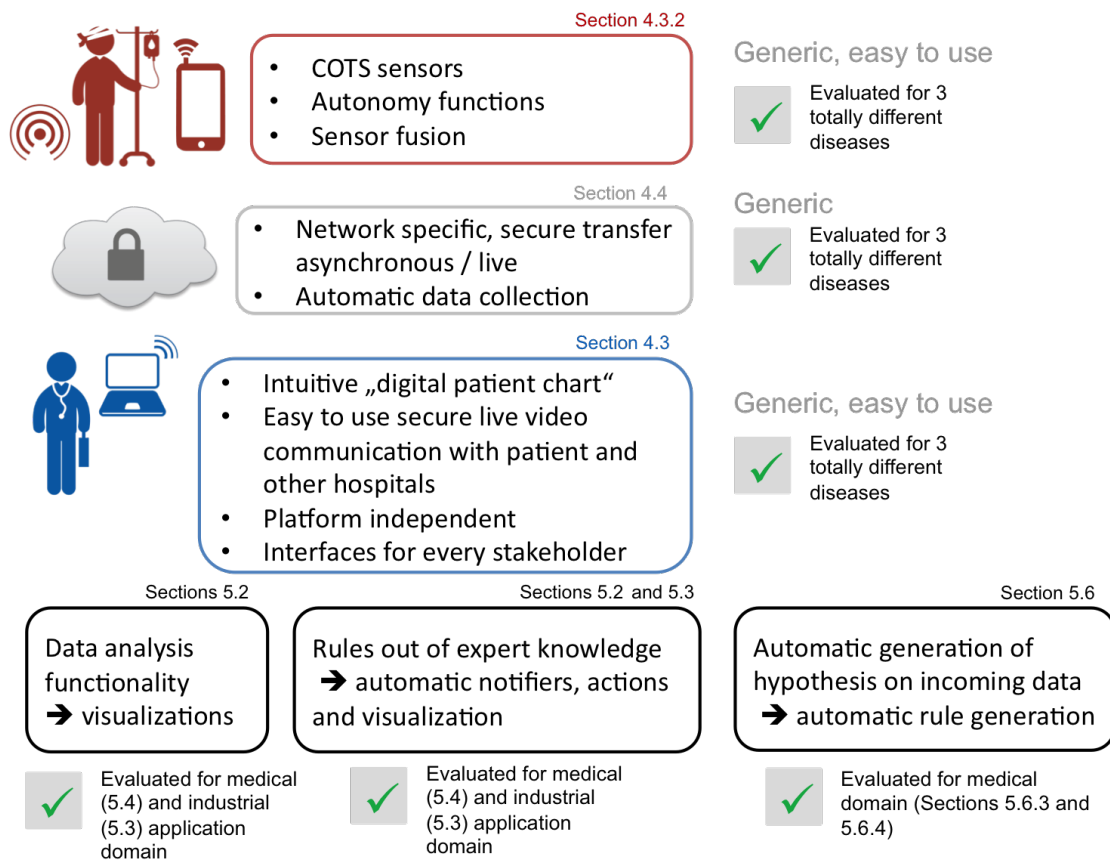 Section 4.3.2
• COTS sensors
• Autonomy functions
• Sensor fusion
Generic, easy to use
Evaluated for 3
totally different
diseases
Section 4.4
• Network specific, secure transfer
asynchronous / live
• Automatic data collection
Generic
Evaluated for 3
totally different
diseases
Section 4.3
• Intuitive „digital patient chart“
• Easy to use secure live video
communication with patient and
other hospitals
• Platform independent
• Interfaces for every stakeholder
Generic, easy to use
Evaluated for 3
totally different
diseases
Sections 5.2
Data analysis
functionality
➔ visualizations
Evaluated for medical
(5.4) and industrial
(5.3) application
domain
Sections 5.2 and 5.3
Rules out of expert knowledge
➔ automatic notifiers, actions
and visualization
Evaluated for medical
(5.4) and industrial
(5.3) application
domain
Section 5.6
Automatic generation of
hypothesis on incoming data
➔ automatic rule generation
Evaluated for medical
domain (Sections 5.6.3 and
5.6.4)